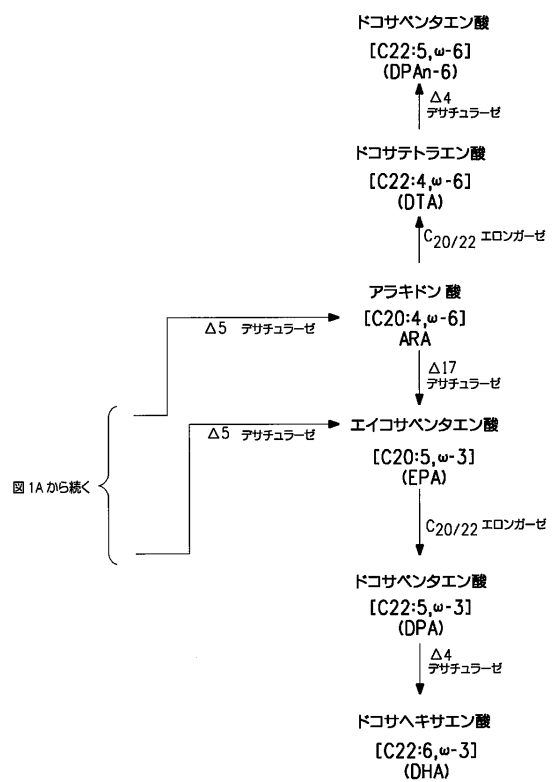 ドコサペンタエン酸
[C22:5,ω-6]
(DPAn-6)
△4
デサチュラーゼ
ドコサテトラエン酸
[C22:4,ω-6]
(DTA)
C20/22 エロンガーゼ
アラキドン酸
[C20:4,ω-6]
ARA
△5 デサチュラーゼ
△17
デサチュラーゼ
エイコサペンタエン酸
[C20:5,ω-3]
(EPA)
△5 デサチュラーゼ
図1Aから続く
C20/22 エロンガーゼ
ドコサペンタエン酸
[C22:5,ω-3]
(DPA)
△4
デサチュラーゼ
ドコサヘキサエン酸
[C22:6,ω-3]
(DHA)